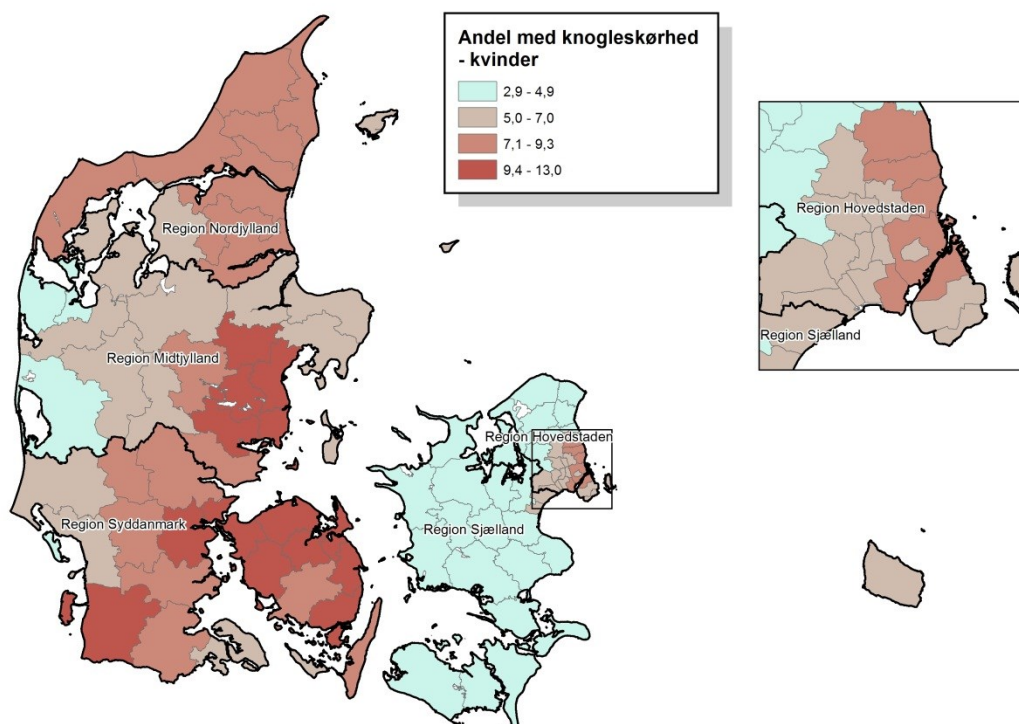 Andel med knogleskørhed
- kvinder
2,9 - 4,9
5,0 - 7,0
7,1 - 9,3
9,4 - 13,0
Region Nordjylland
Region Midtjylland
Region Syddanmark
Region Hovedstaden
Region Sjælland
Region Hovedstaden
Region Sjælland